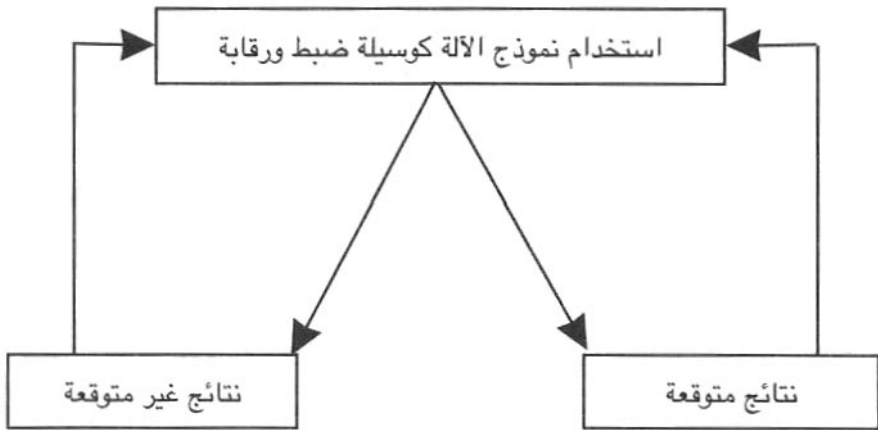 استخدام نموذج الآلة كوسيلة ضبط ورقابة
نتائج متوقعة
نتائج غير متوقعة